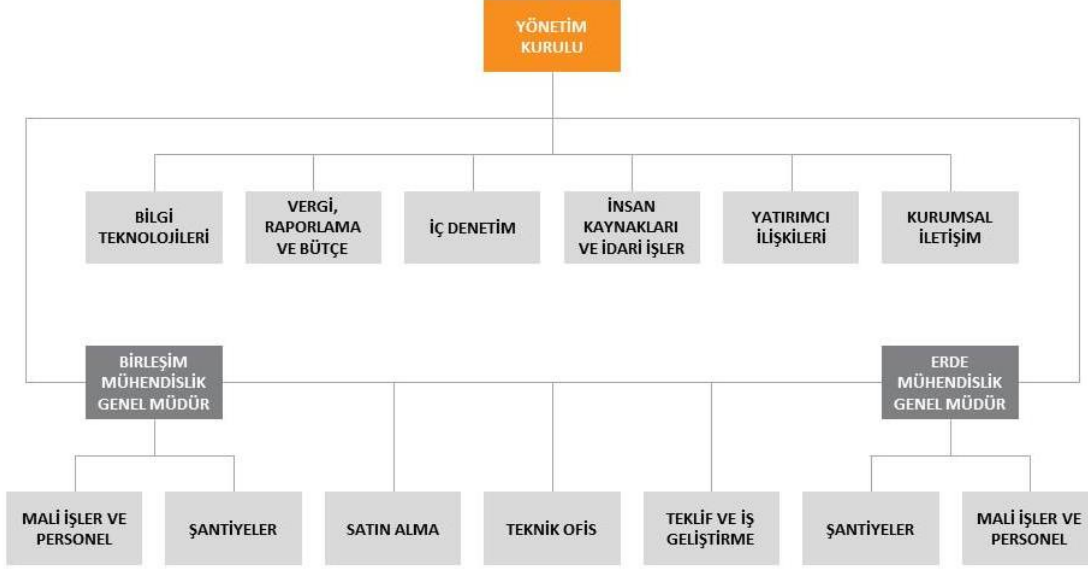 YÖNETİM
KURULU
BİLGİ
TEKNOLOJİLERİ
VERGİ,
RAPORLAMA
VE BÜTÇE
İÇ DENETİM
İNSAN
KAYNAKLARI
VE İDARİ İŞLER
YATIRIMCI
İLİŞKİLERİ
KURUMSAL
İLETİŞİM
BİRLEŞİM
MÜHENDİSLİK
GENEL MÜDÜR
ERDE
MÜHENDİSLİK
GENEL MÜDÜR
MALİ İŞLER VE
PERSONEL
ŞANTİYELER
SATIN ALMA
TEKNİK OFİS
TEKLİF VE İŞ
GELİŞTİRME
ŞANTİYELER
MALİ İŞLER VE
PERSONEL